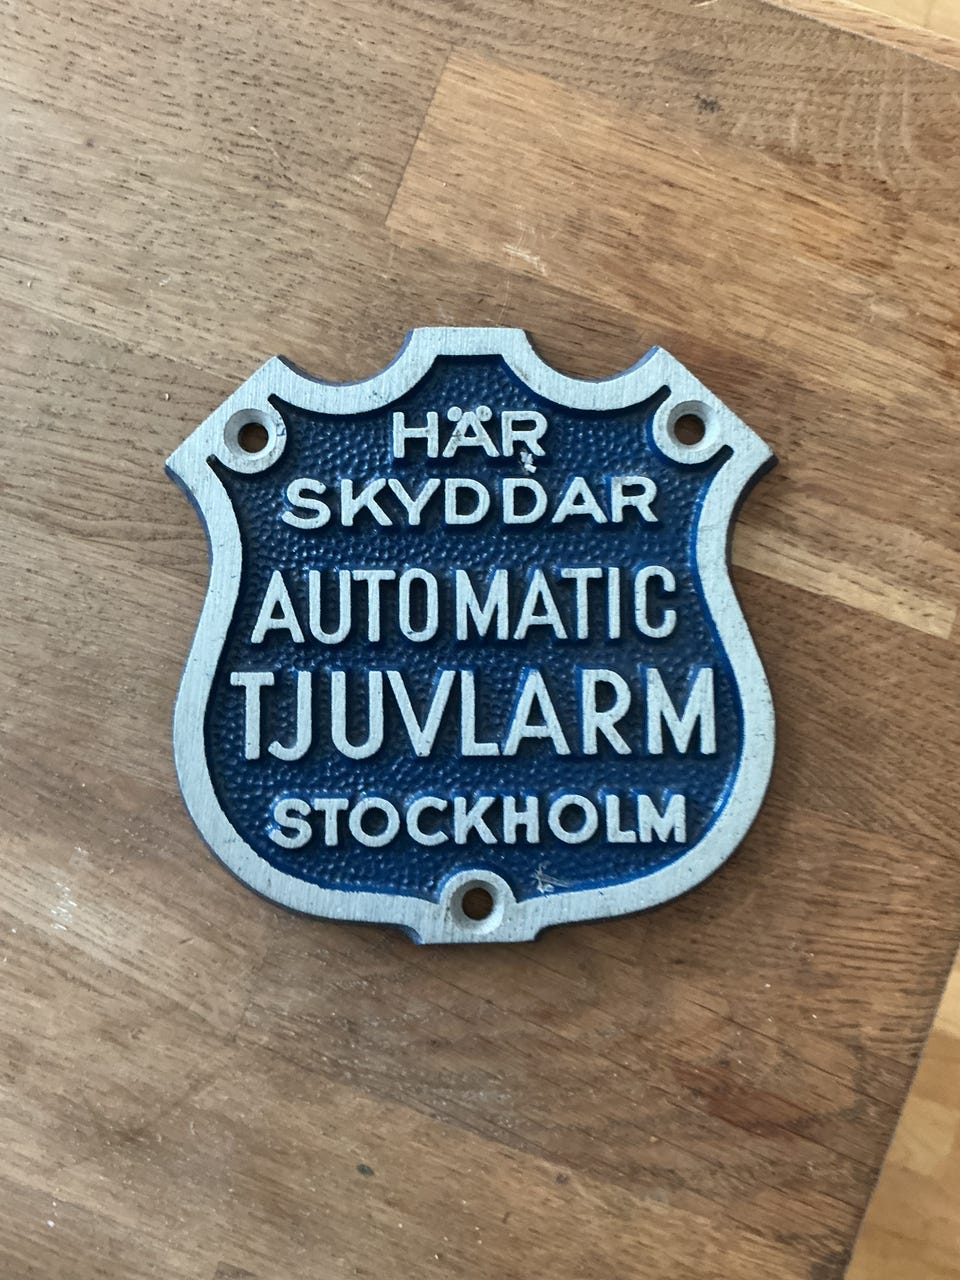 HÄR
SKYDDAR
AUTOMATIC
TJUVLARM
STOCKHOLM